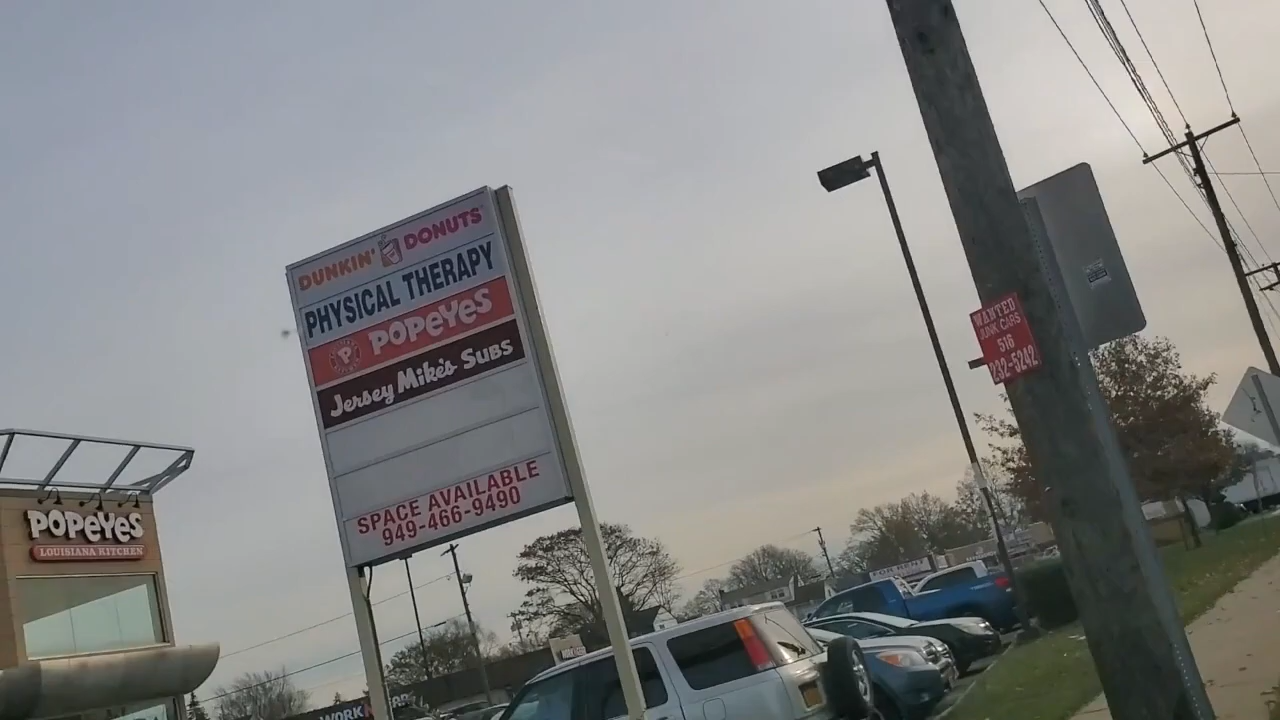 DUNKIN' DONUTS
PHYSICAL THERAPY
POPEYES
Jersey Mike's Subs
SPACE AVAILABLE
949-466-9490
POPEYES
LOUISIANA KITCHEN
WANTED
JUNK CARS
516
232-5242
WORK